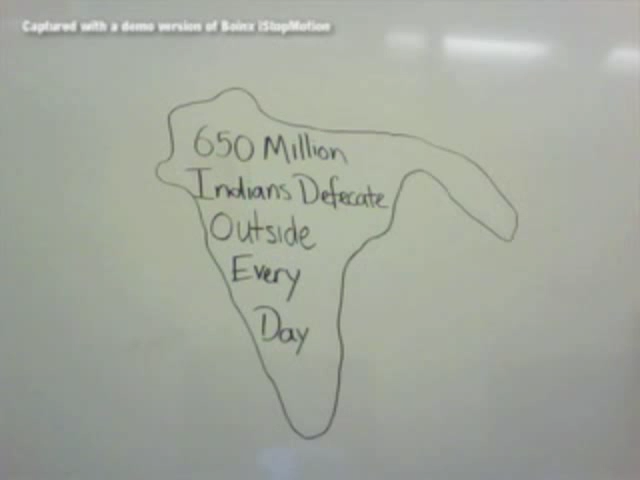 Captured with a demo version of Boinx iStopMotion
650 Million
Indians Defecate
Outside
Every
Day